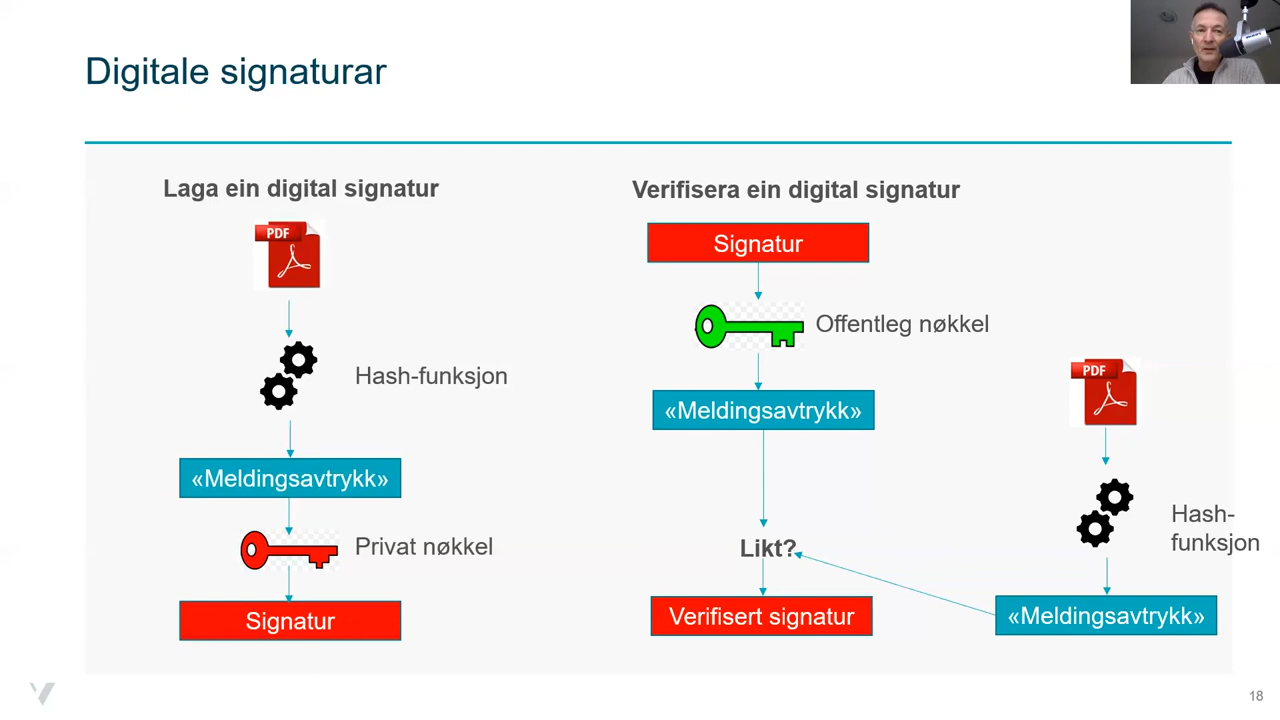 Digitale signaturar
Laga ein digital signatur
PDF
Hash-funksjon
«Meldingsavtrykk»
Privat nøkkel
Signatur
Verifisera ein digital signatur
Signatur
Offentleg nøkkel
«Meldingsavtrykk»
Likt?
Verifisert signatur
PDF
Hash-
funksjon
«Meldingsavtrykk»
18